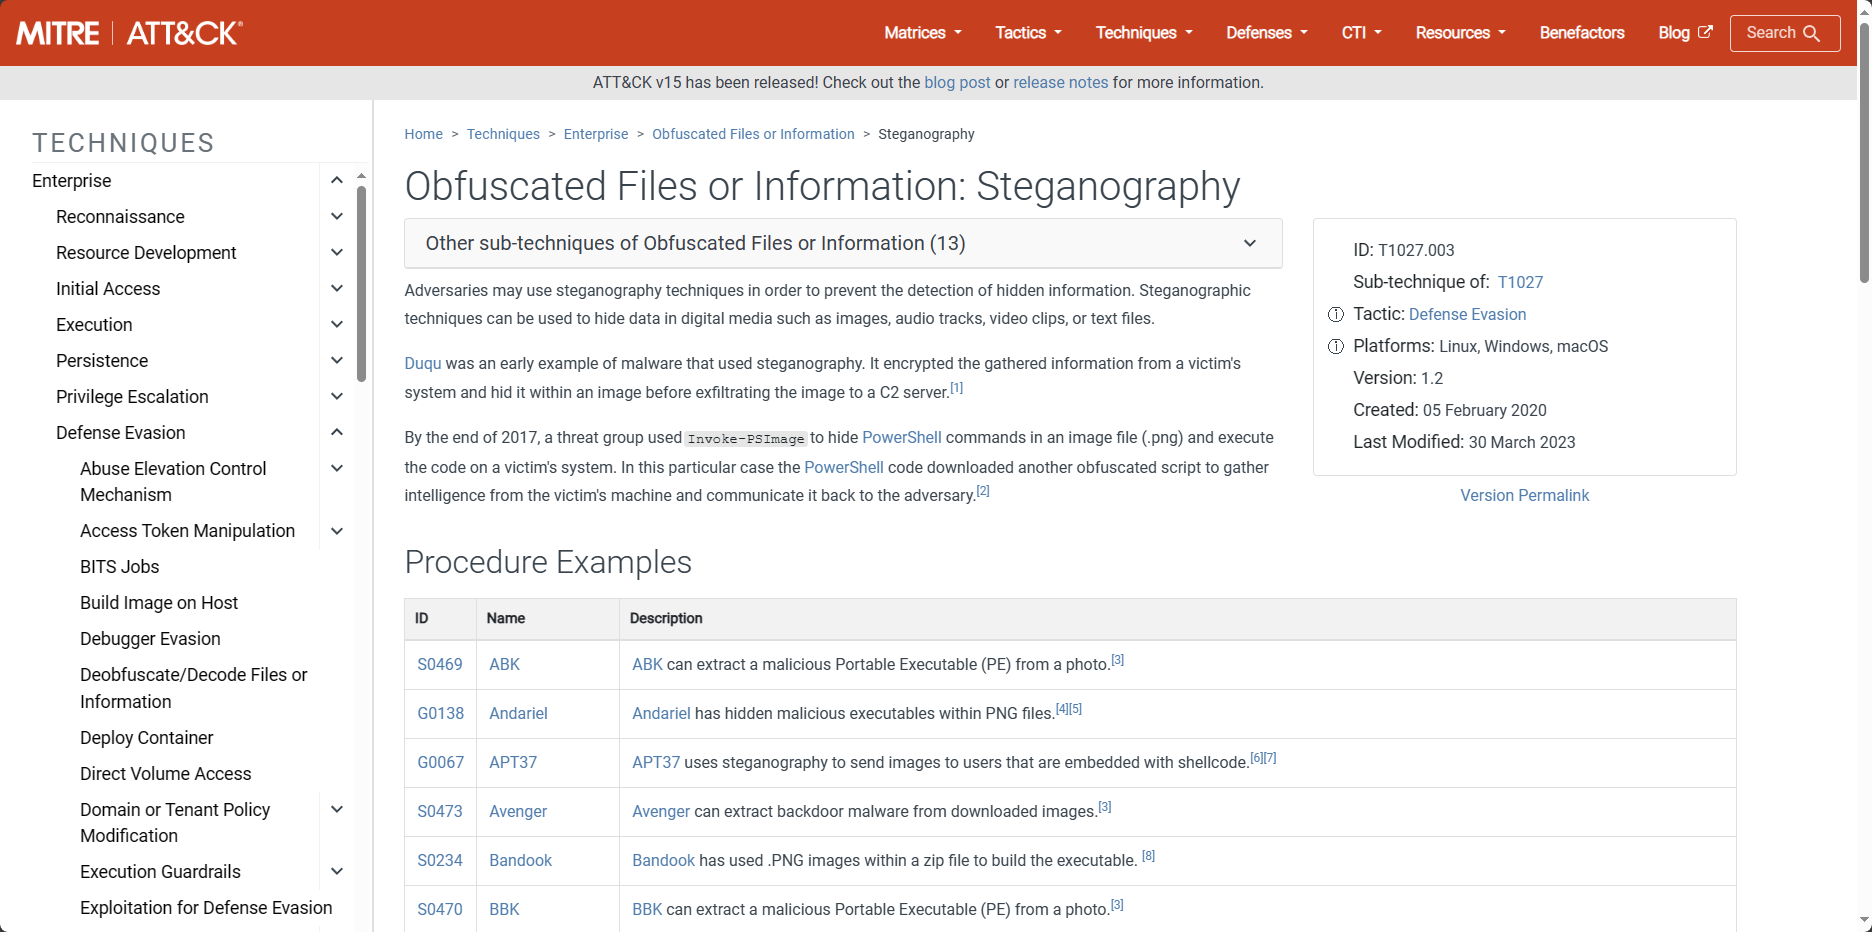 MITRE | ATT&CK®
Matrices Tactics Techniques Defenses CTI Resources Benefactors Blog Search
ATT&CK v15 has been released! Check out the blog post or release notes for more information.
TECHNIQUES
Enterprise
Reconnaissance
Resource Development
Initial Access
Execution
Persistence
Privilege Escalation
Defense Evasion
Abuse Elevation Control
Mechanism
Access Token Manipulation
BITS Jobs
Build Image on Host
Debugger Evasion
Deobfuscate/Decode Files or
Information
Deploy Container
Direct Volume Access
Domain or Tenant Policy
Modification
Execution Guardrails
Exploitation for Defense Evasion
Home > Techniques > Enterprise > Obfuscated Files or Information > Steganography
Obfuscated Files or Information: Steganography
Other sub-techniques of Obfuscated Files or Information (13)
Adversaries may use steganography techniques in order to prevent the detection of hidden information. Steganographic
techniques can be used to hide data in digital media such as images, audio tracks, video clips, or text files.
Duqu was an early example of malware that used steganography. It encrypted the gathered information from a victim's
system and hid it within an image before exfiltrating the image to a C2 server.[1]
By the end of 2017, a threat group used Invoke-PSImage to hide PowerShell commands in an image file (.png) and execute
the code on a victim's system. In this particular case the PowerShell code downloaded another obfuscated script to gather
intelligence from the victim's machine and communicate it back to the adversary.[2]
ID: T1027.003
Sub-technique of: T1027
Tactic: Defense Evasion
Platforms: Linux, Windows, macOS
Version: 1.2
Created: 05 February 2020
Last Modified: 30 March 2023
Version Permalink
Procedure Examples
ID Name Description
S0469 ABK ABK can extract a malicious Portable Executable (PE) from a photo.[3]
G0138 Andariel Andariel has hidden malicious executables within PNG files.[4][5]
G0067 APT37 APT37 uses steganography to send images to users that are embedded with shellcode.[6][7]
S0473 Avenger Avenger can extract backdoor malware from downloaded images.[3]
S0234 Bandook Bandook has used .PNG images within a zip file to build the executable. [8]
S0470 BBK BBK can extract a malicious Portable Executable (PE) from a photo.[3]